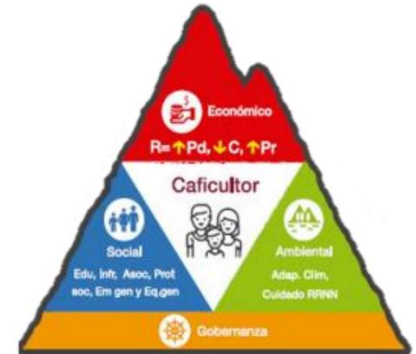 Económico
R=↑Pd,↓C,↑Pr
Caficultor
Social
Edu, Infr, Asoc, Prot
soc, Em gen y Eq.gen
Ambiental
Adap. Clim,
Cuidado RRNN
Gobernanza